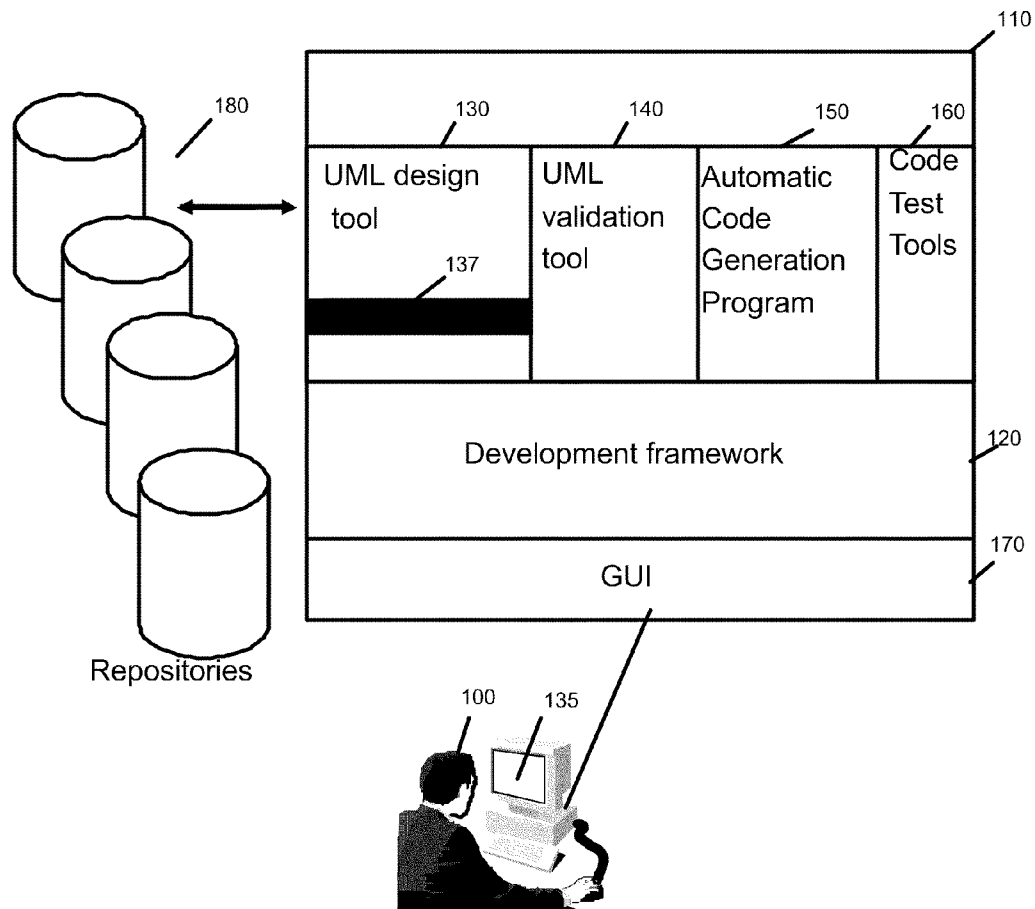 110
180
130
140
150
160
UML design
tool
UML
validation
tool
Automatic
Code
Generation
Program
Code
Test
Tools
137
Development framework
120
GUI
170
Repositories
100
135